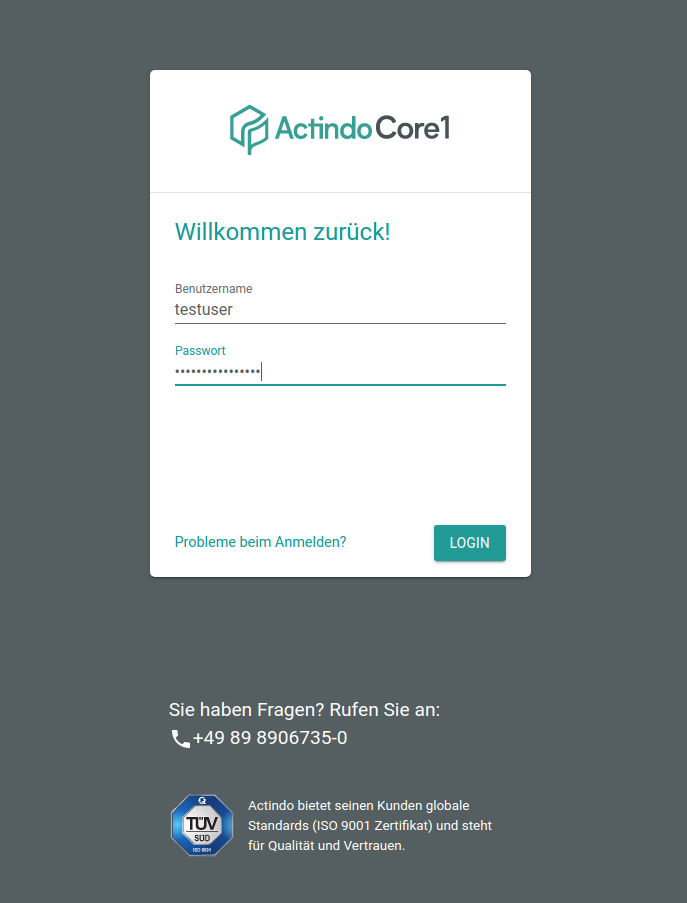 Actindo Core1
Willkommen zurück!
Benutzername
testuser
Passwort
••••••••••••••••
Probleme beim Anmelden?
LOGIN
Sie haben Fragen? Rufen Sie an:
+49 89 8906735-0
TÜV
SÜD
ISO 9001
Actindo bietet seinen Kunden globale
Standards (ISO 9001 Zertifikat) und steht
für Qualität und Vertrauen.